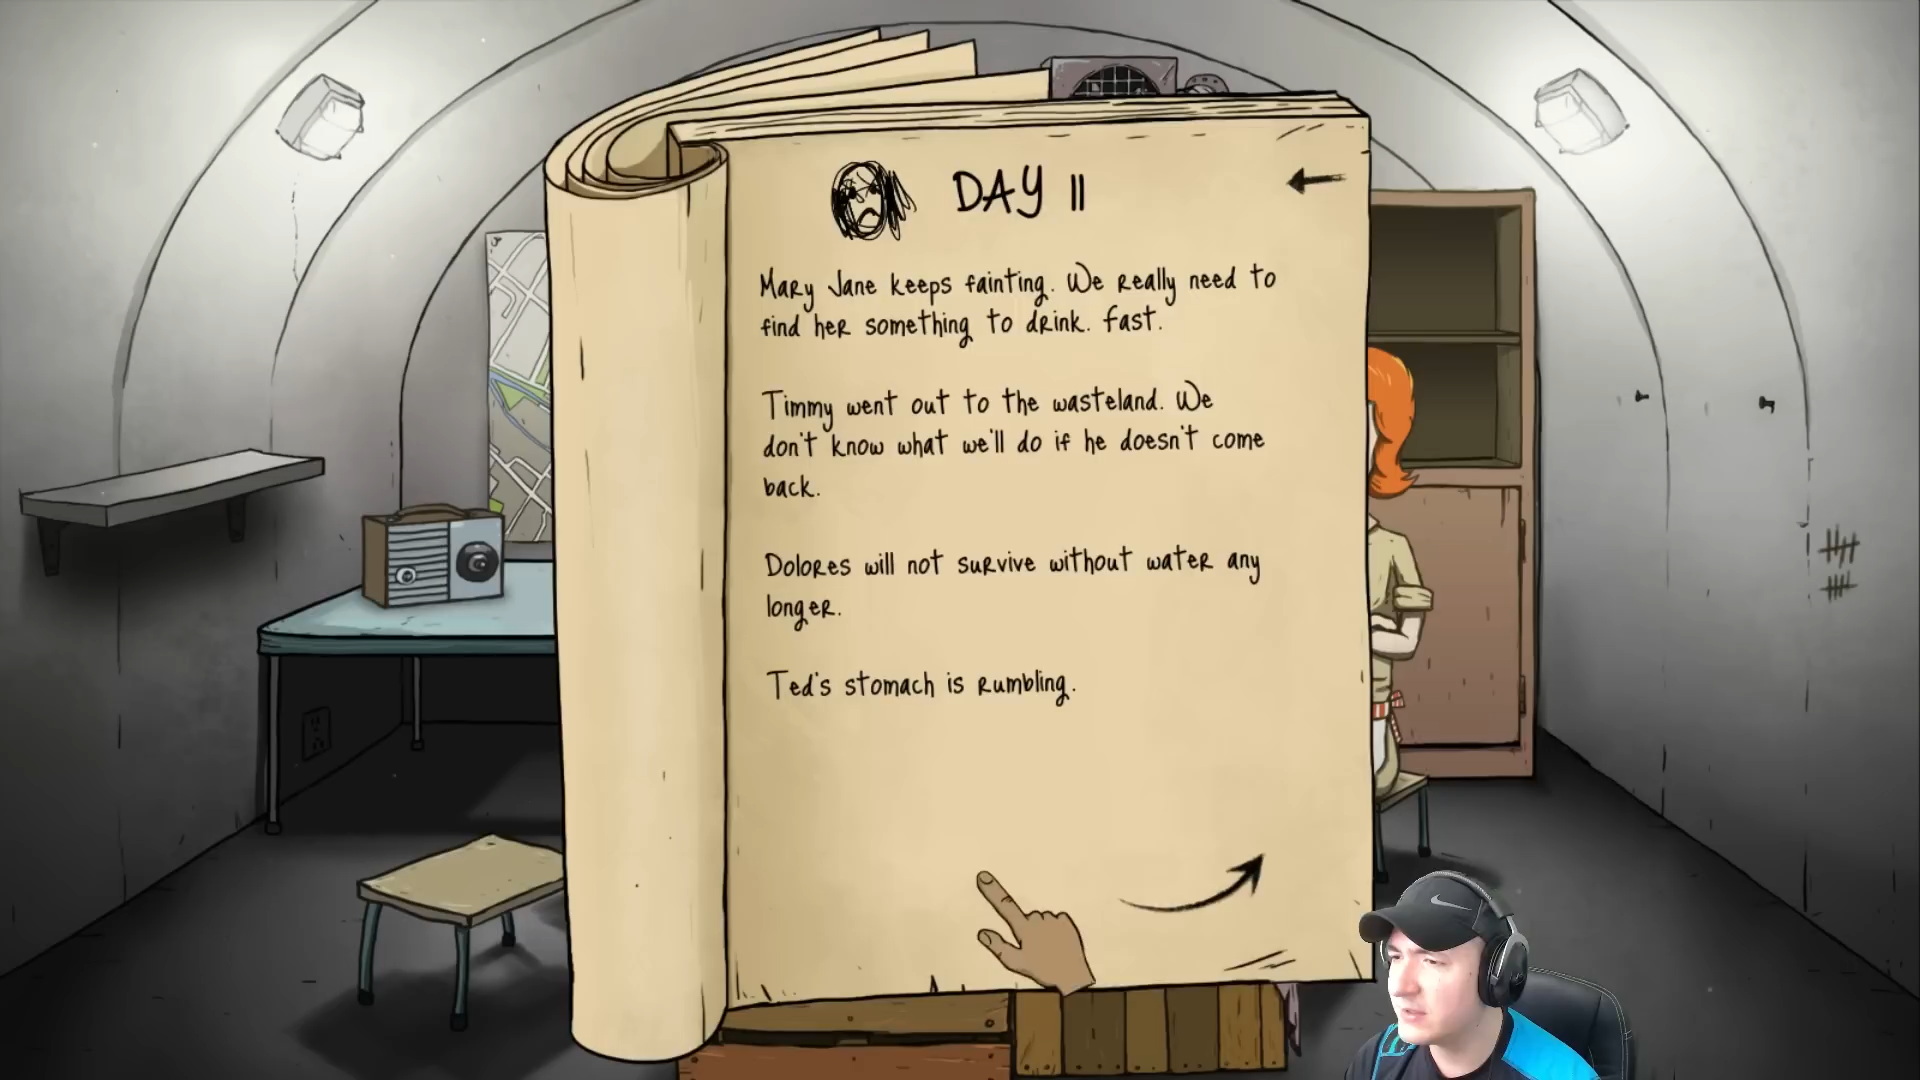 DAY 11
Mary Jane keeps fainting. We really need to
find her something to drink. Fast.
Timmy went out to the wasteland. We
don't know what we'll do if he doesn't come
back.
Dolores will not survive without water any
longer.
Ted's stomach is rumbling.